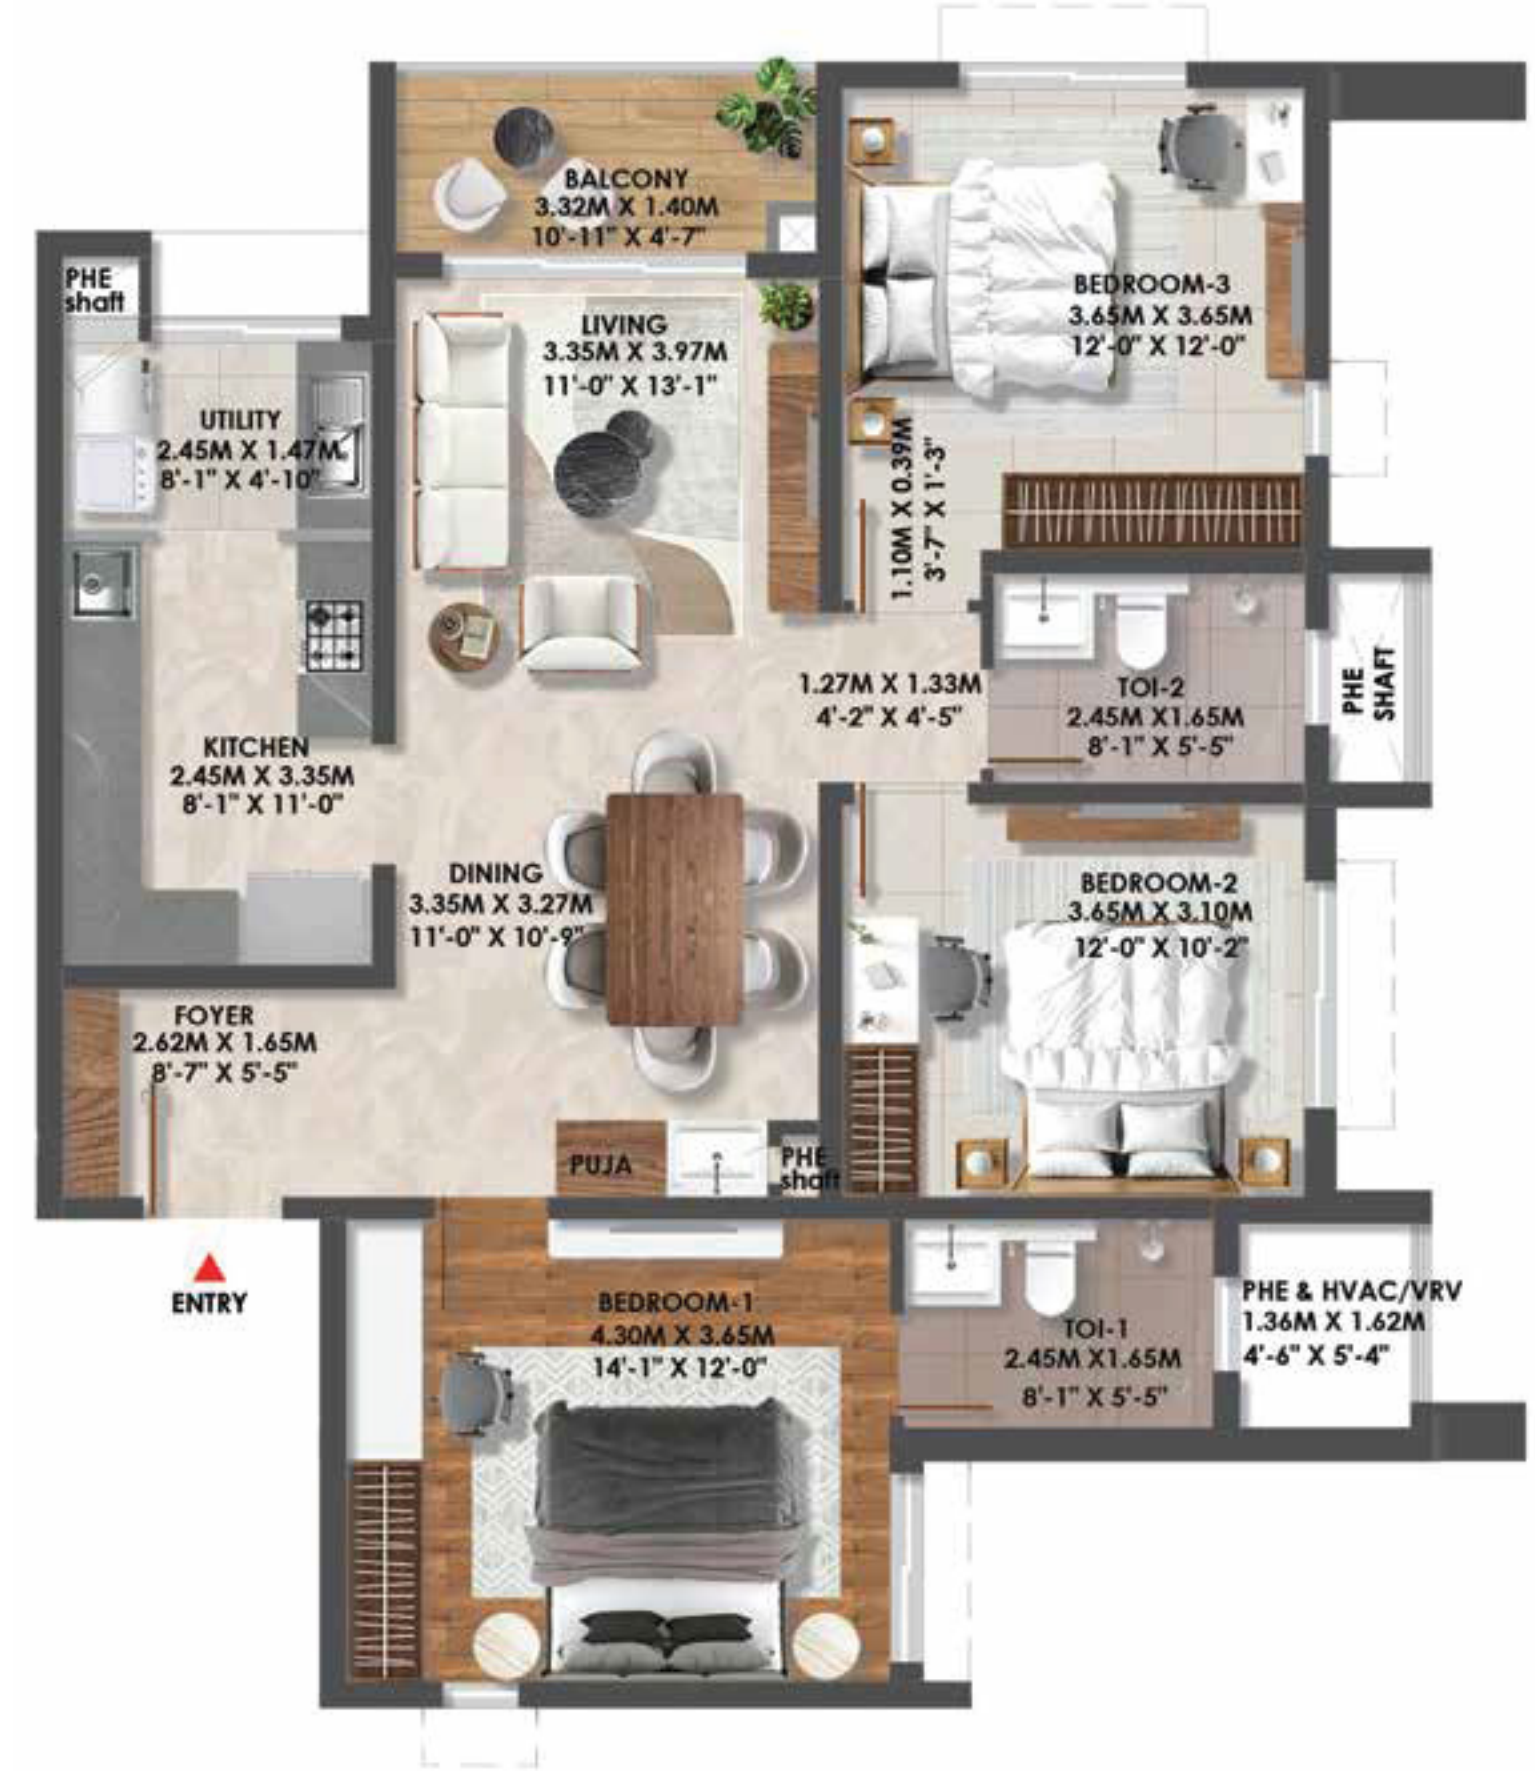 BALCONY
3.32M X 1.40M
10'-11" X 4'-7"
PHE
shaft
LIVING
3.35M X 3.97M
11'-0" X 13'-1"
BEDROOM-3
3.65M X 3.65M
12'-0" X 12'-0"
UTILITY
2.45M X 1.47M
8'-1" X 4'-10"
1.10M X 0.39M
3'-7" X 1'-3"
1.27M X 1.33M
4'-2" X 4'-5"
TOI-2
2.45M X1.65M
8'-1" X 5'-5"
PHE
SHAFT
KITCHEN
2.45M X 3.35M
8'-1" X 11'-0"
DINING
3.35M X 3.27M
11'-0" X 10'-9"
BEDROOM-2
3.65M X 3.10M
12'-0" X 10'-2"
FOYER
2.62M X 1.65M
8'-7" X 5'-5"
PUJA
PHE
shaft
ENTRY
BEDROOM-1
4.30M X 3.65M
14'-1" X 12'-0"
TOI-1
2.45M X1.65M
8'-1" X 5'-5"
PHE & HVAC/VRV
1.36M X 1.62M
4'-6" X 5'-4"